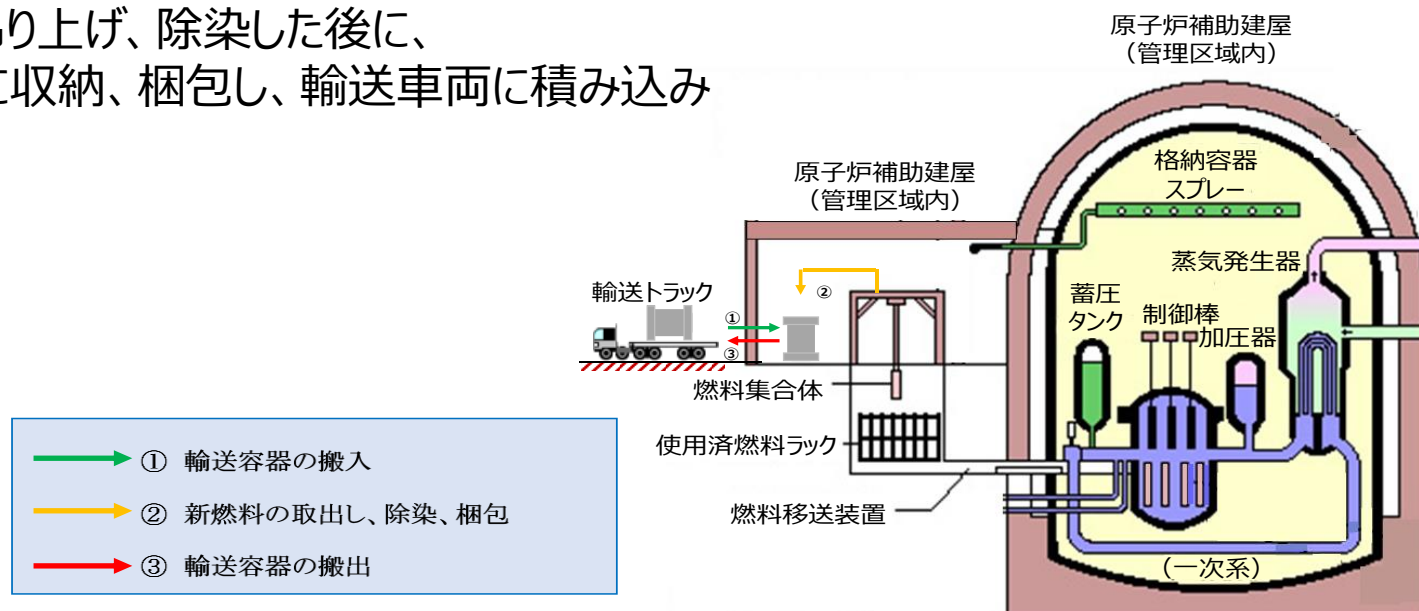 り上げ、除染した後に、
収納、梱包し、輸送車両に積み込み
原子炉補助建屋
（管理区域内）
原子炉補助建屋
（管理区域内）
格納容器
スプレー
蒸気発生器
蓄圧
タンク
制御棒
加圧器
輸送トラック
①
②
③
燃料集合体
使用済燃料ラック
燃料移送装置
（一次系）
① 輸送容器の搬入
② 新燃料の取出し、除染、梱包
③ 輸送容器の搬出